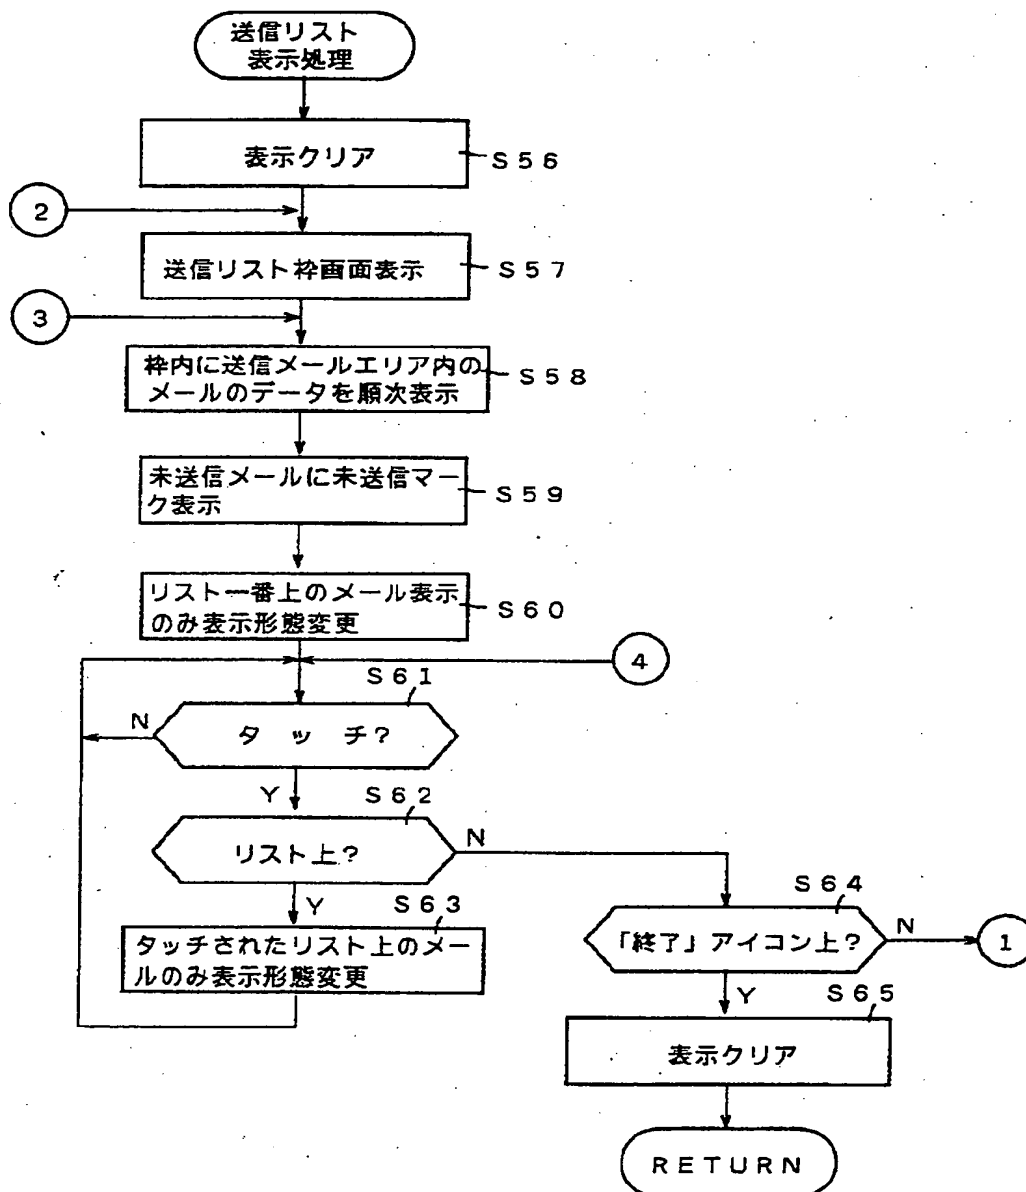 送信リスト
表示処理
表示クリア
S56
2
送信リスト枠画面表示
S57
3
枠内に送信メールエリア内の
メールのデータを順次表示
S58
未送信メールに未送信マー
ク表示
S59
リスト一番上のメール表示
のみ表示形態変更
S60
4
S61
N
タッチ?
Y
S62
リスト上?
N
Y
S63
タッチされたリスト上のメー
ルのみ表示形態変更
S64
「終了」アイコン上?
N
1
Y
S65
表示クリア
RETURN